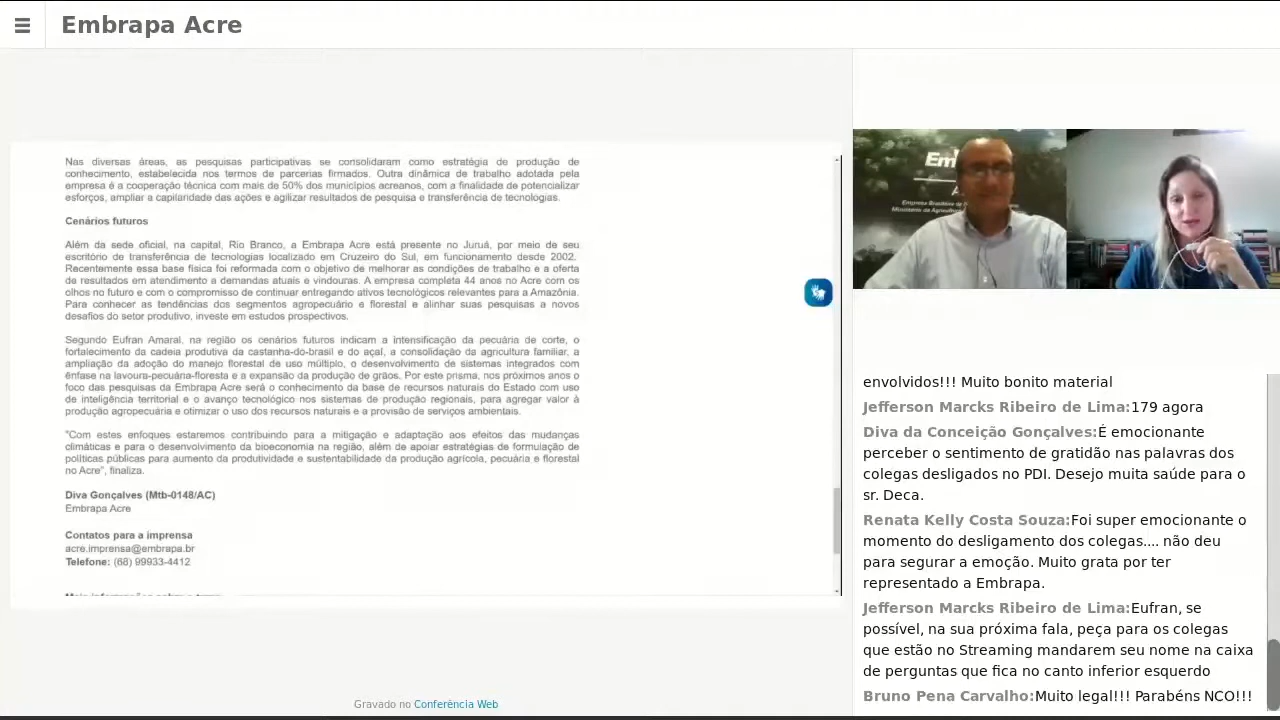 Embrapa Acre
Nas diversas áreas, as pesquisas participativas se consolidaram como estratégia de produção de
conhecimento, estabelecida nos termos de parcerias firmados. Outra dinâmica de trabalho adotada pela
empresa é a cooperação técnica com mais de 50% dos municípios acreanos, com a finalidade de potencializar
esforços, ampliar a capilaridade das ações e agilizar resultados de pesquisa e transferência de tecnologias.
Cenários futuros
Além da sede oficial, na capital, Rio Branco, a Embrapa Acre está presente no Juruá, por meio de seu
escritório de transferência de tecnologias localizado em Cruzeiro do Sul, em funcionamento desde 2002.
Recentemente essa base física foi reformada com o objetivo de melhorar as condições de trabalho e a oferta
de resultados em atendimento a demandas atuais e vindouras. A empresa completa 44 anos no Acre com os
olhos no futuro e com o compromisso de continuar entregando ativos tecnológicos relevantes para a Amazônia.
Para conhecer as tendências dos segmentos agropecuário e florestal e alinhar suas pesquisas a novos
desafios do setor produtivo, investe em estudos prospectivos.
Segundo Eufran Amaral, na região os cenários futuros indicam a intensificação da pecuária de corte, o
fortalecimento da cadeia produtiva da castanha-do-brasil e do açaí, a consolidação da agricultura familiar, a
ampliação da adoção do manejo florestal de uso múltiplo, o desenvolvimento de sistemas integrados com
ênfase na lavoura-pecuária-floresta e a expansão da produção de grãos. Por este prisma, nos próximos anos o
foco das pesquisas da Embrapa Acre será o conhecimento da base de recursos naturais do Estado com uso
de inteligência territorial e o avanço tecnológico nos sistemas de produção regionais, para agregar valor à
produção agropecuária e otimizar o uso dos recursos naturais e a provisão de serviços ambientais.
"Com estes enfoques estaremos contribuindo para a mitigação e adaptação aos efeitos das mudanças
climáticas e para o desenvolvimento da bioeconomia na região, além de apoiar estratégias de formulação de
políticas públicas para aumento da produtividade e sustentabilidade da produção agrícola, pecuária e florestal
no Acre", finaliza.
Diva Gonçalves (Mtb-0148/AC)
Embrapa Acre
Contatos para a imprensa
acre.imprensa@embrapa.br
Telefone: (68) 99933-4412
Gravado no Conferência Web
Em
Empresa Brasileira de
Ministério da Agricultura
envolvidos!!! Muito bonito material
Jefferson Marcks Ribeiro de Lima:179 agora
Diva da Conceição Gonçalves:É emocionante
perceber o sentimento de gratidão nas palavras dos
colegas desligados no PDI. Desejo muita saúde para o
sr. Deca.
Renata Kelly Costa Souza:Foi super emocionante o
momento do desligamento dos colegas.... não deu
para segurar a emoção. Muito grata por ter
representado a Embrapa.
Jefferson Marcks Ribeiro de Lima:Eufran, se
possível, na sua próxima fala, peça para os colegas
que estão no Streaming mandarem seu nome na caixa
de perguntas que fica no canto inferior esquerdo
Bruno Pena Carvalho:Muito legal!!! Parabéns NCO!!!